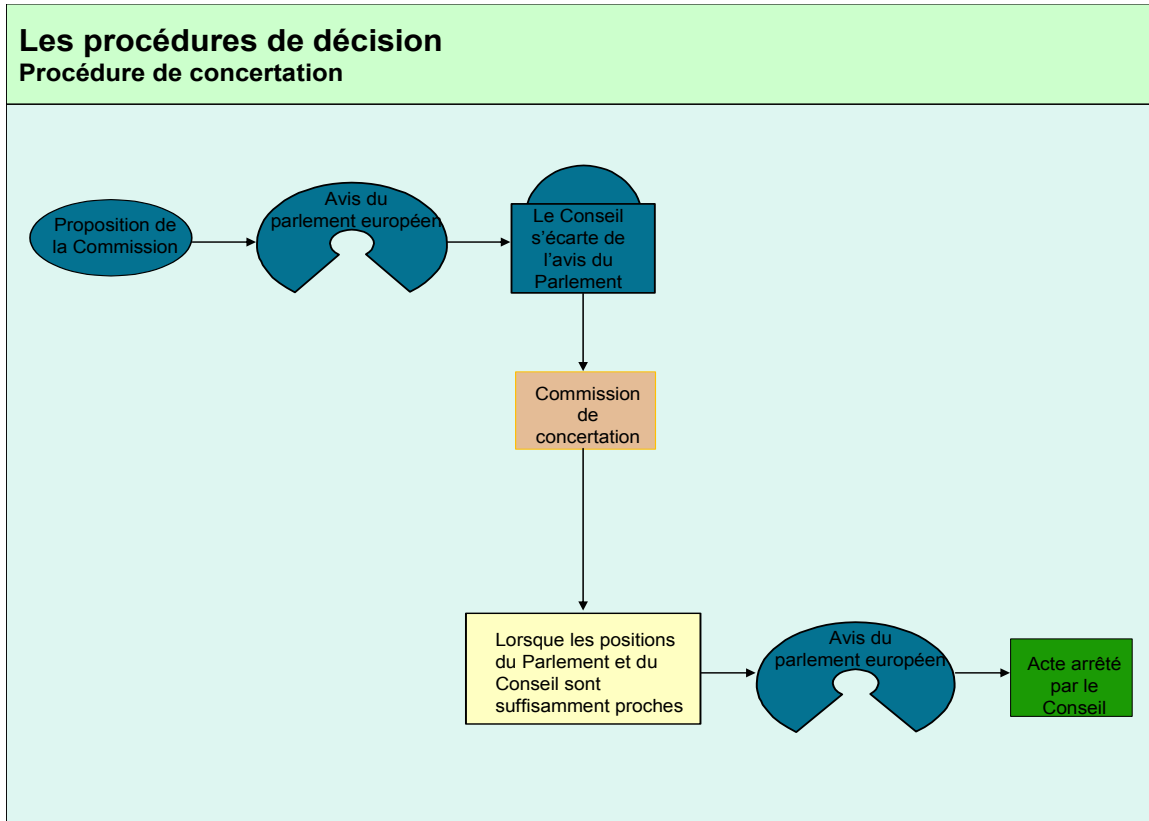 Les procédures de décision
Procédure de concertation
Proposition de
la Commission
Avis du
parlement européen
Le Conseil
s’écarte de
l’avis du
Parlement
Commission
de
concertation
Lorsque les positions
du Parlement et du
Conseil sont
suffisamment proches
Avis du
parlement européen
Acte arrêté
par le
Conseil